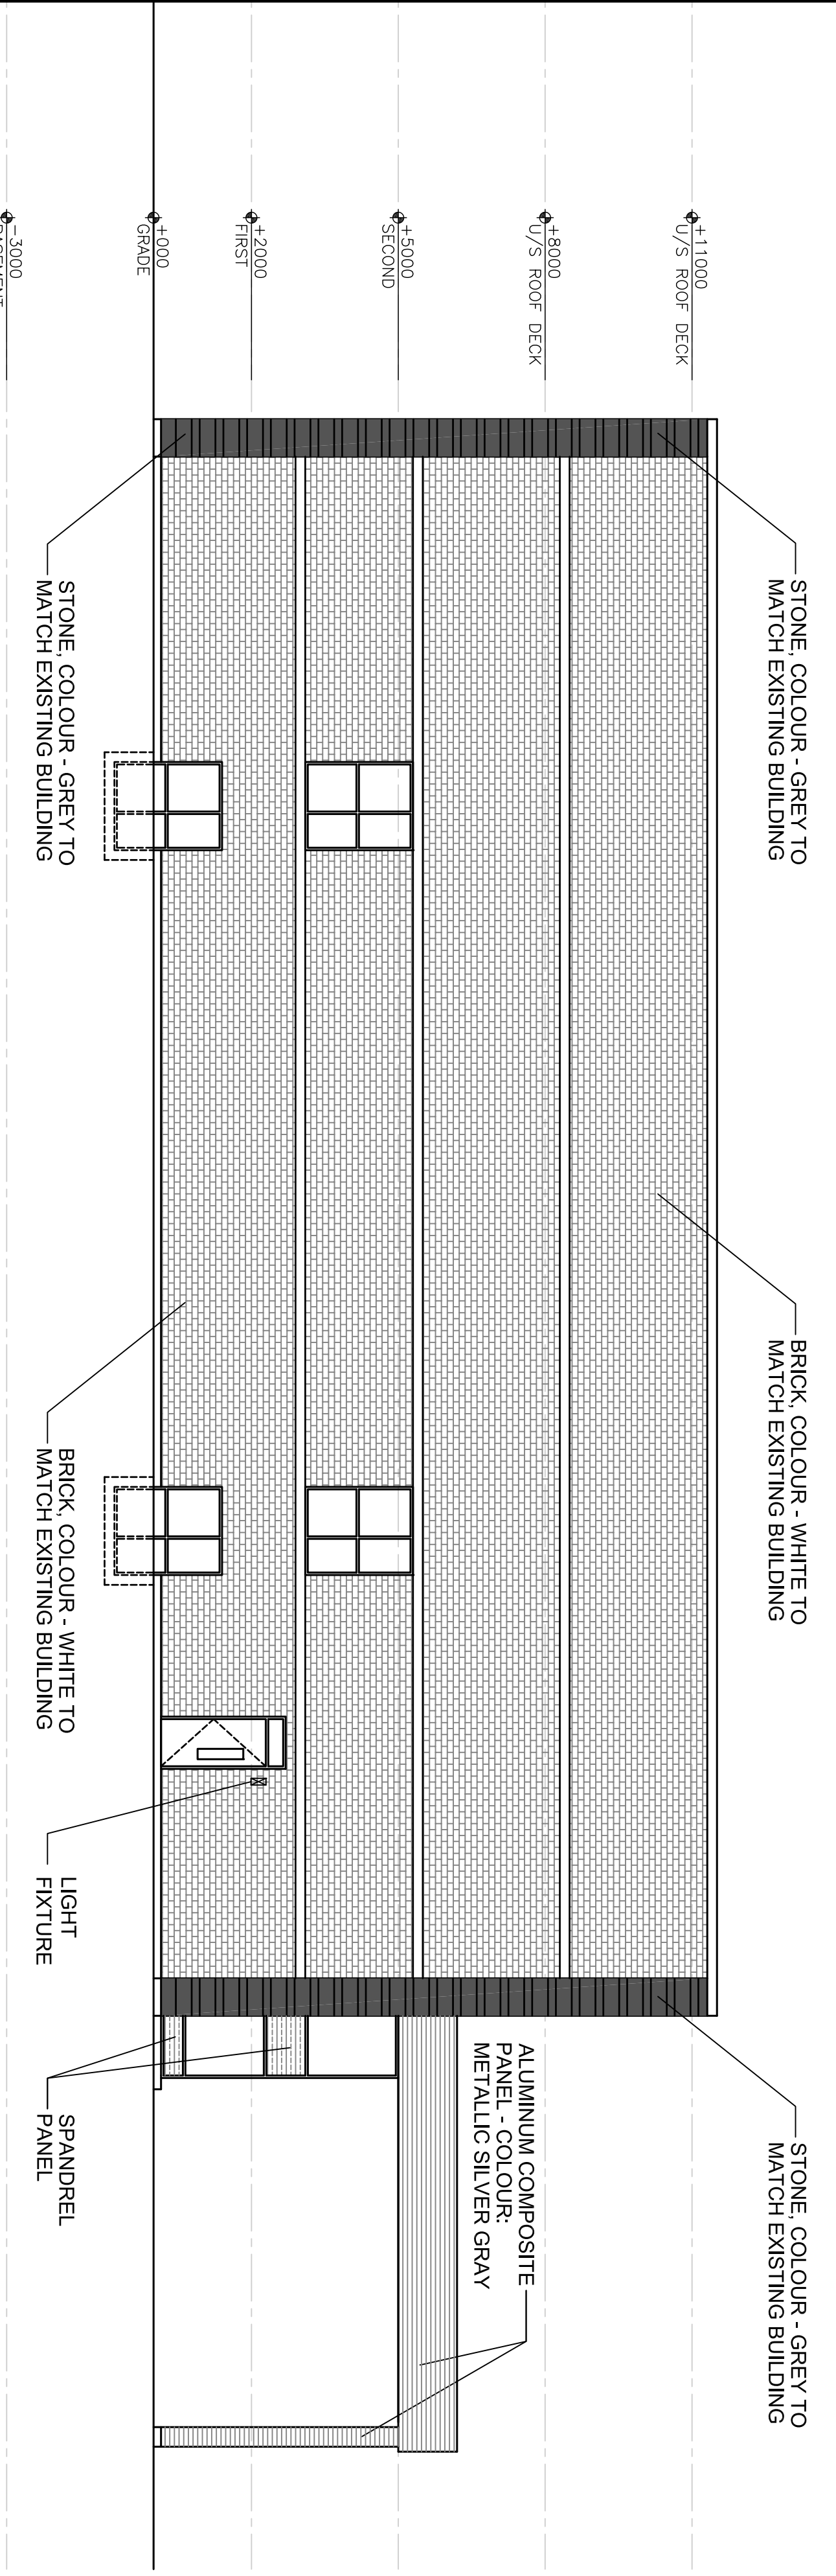 STONE, COLOUR - GREY TO
MATCH EXISTING BUILDING
BRICK, COLOUR - WHITE TO
MATCH EXISTING BUILDING
STONE, COLOUR - GREY TO
MATCH EXISTING BUILDING
+11000
U/S ROOF DECK
+8000
U/S ROOF DECK
+5000
SECOND
+2000
FIRST
+000
GRADE
-3000
ALUMINUM COMPOSITE
PANEL - COLOUR:
METALLIC SILVER GRAY
STONE, COLOUR - GREY TO
MATCH EXISTING BUILDING
BRICK, COLOUR - WHITE TO
MATCH EXISTING BUILDING
LIGHT
FIXTURE
SPANDREL
PANEL